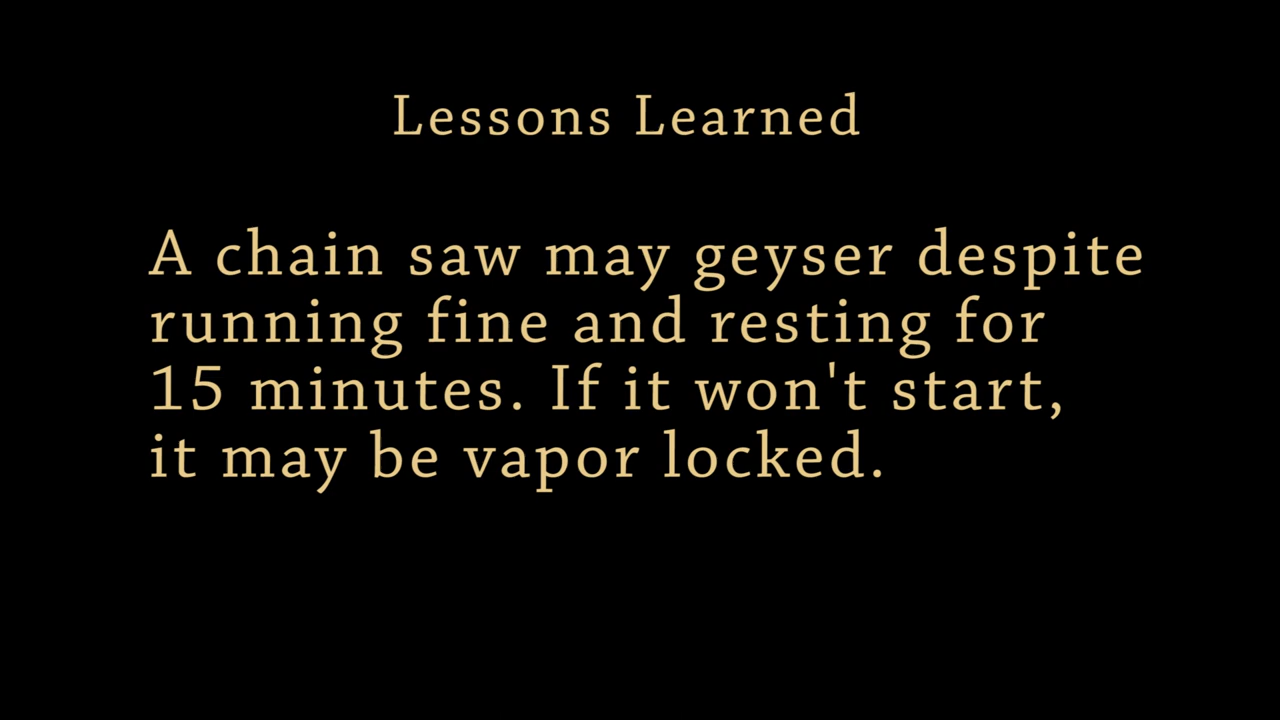 Lessons Learned
A chain saw may geyser despite
running fine and resting for
15 minutes. If it won't start,
it may be vapor locked.